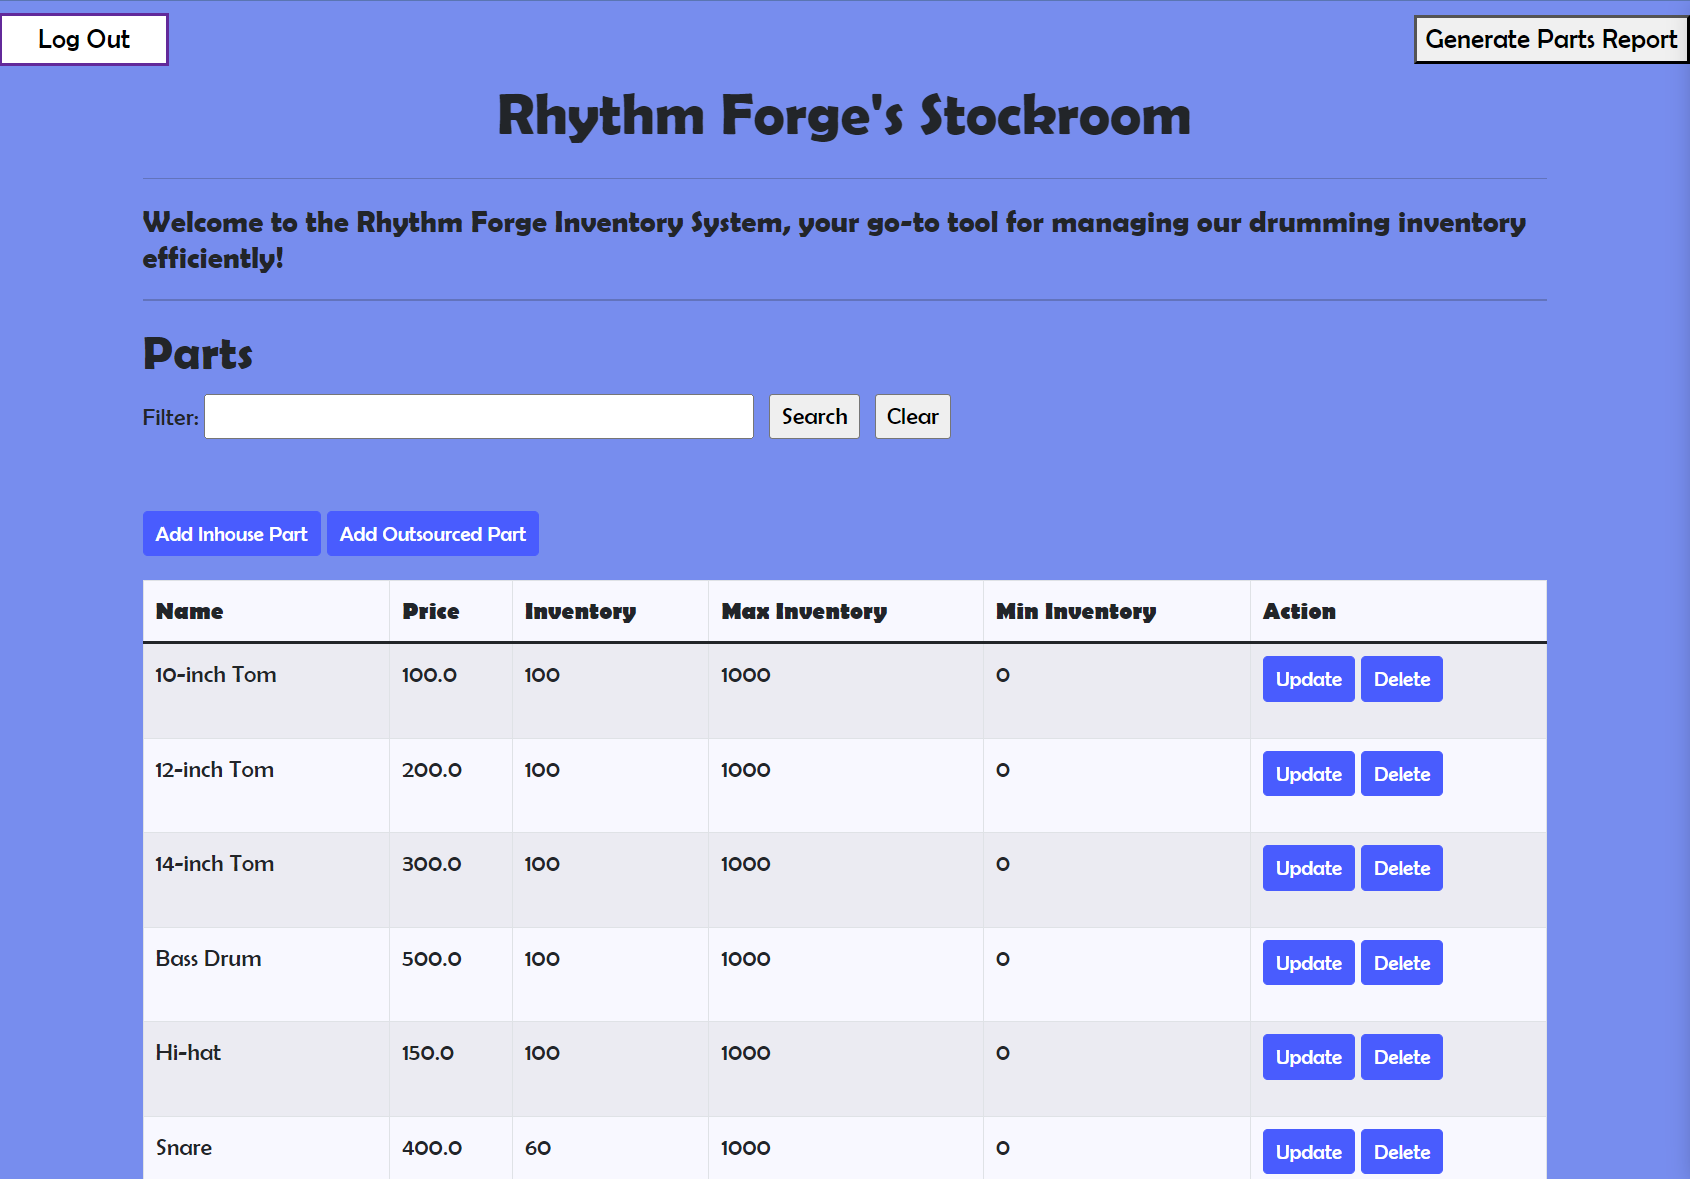 Log Out
Generate Parts Report
Rhythm Forge's Stockroom
Welcome to the Rhythm Forge Inventory System, your go-to tool for managing our drumming inventory
efficiently!
Parts
Filter: Search Clear
Add Inhouse Part Add Outsourced Part
Name Price Inventory Max Inventory Min Inventory Action
10-inch Tom 100.0 100 1000 0 Update Delete
12-inch Tom 200.0 100 1000 0 Update Delete
14-inch Tom 300.0 100 1000 0 Update Delete
Bass Drum 500.0 100 1000 0 Update Delete
Hi-hat 150.0 100 1000 0 Update Delete
Snare 400.0 60 1000 0 Update Delete